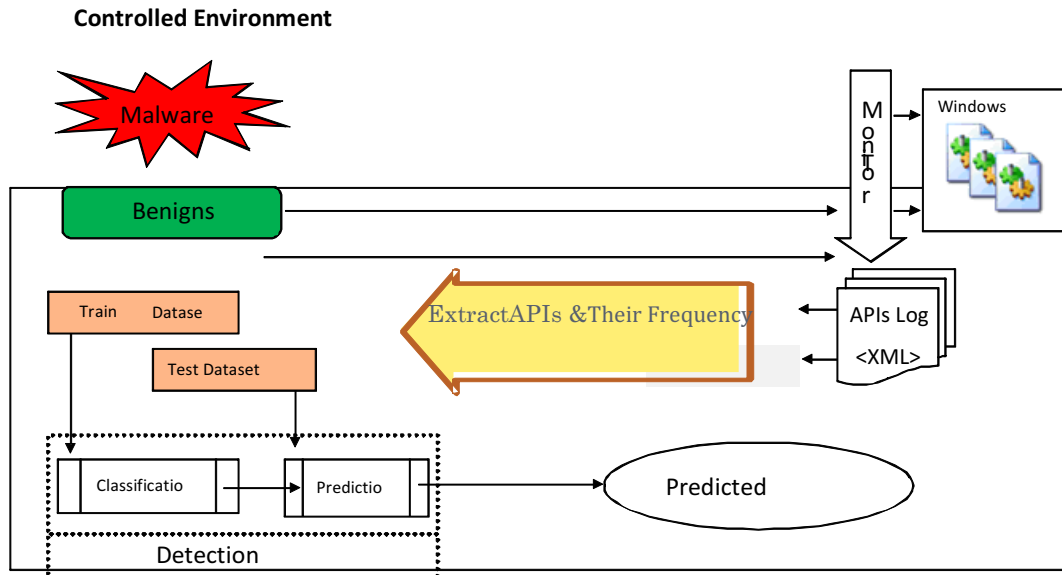 Controlled Environment
Malware
MonTor
Windows
Benigns
ExtractAPIs &Their Frequency
APIs Log
<XML>
Train Datase
Test Dataset
Classificatio
Predictio
Predicted
Detection